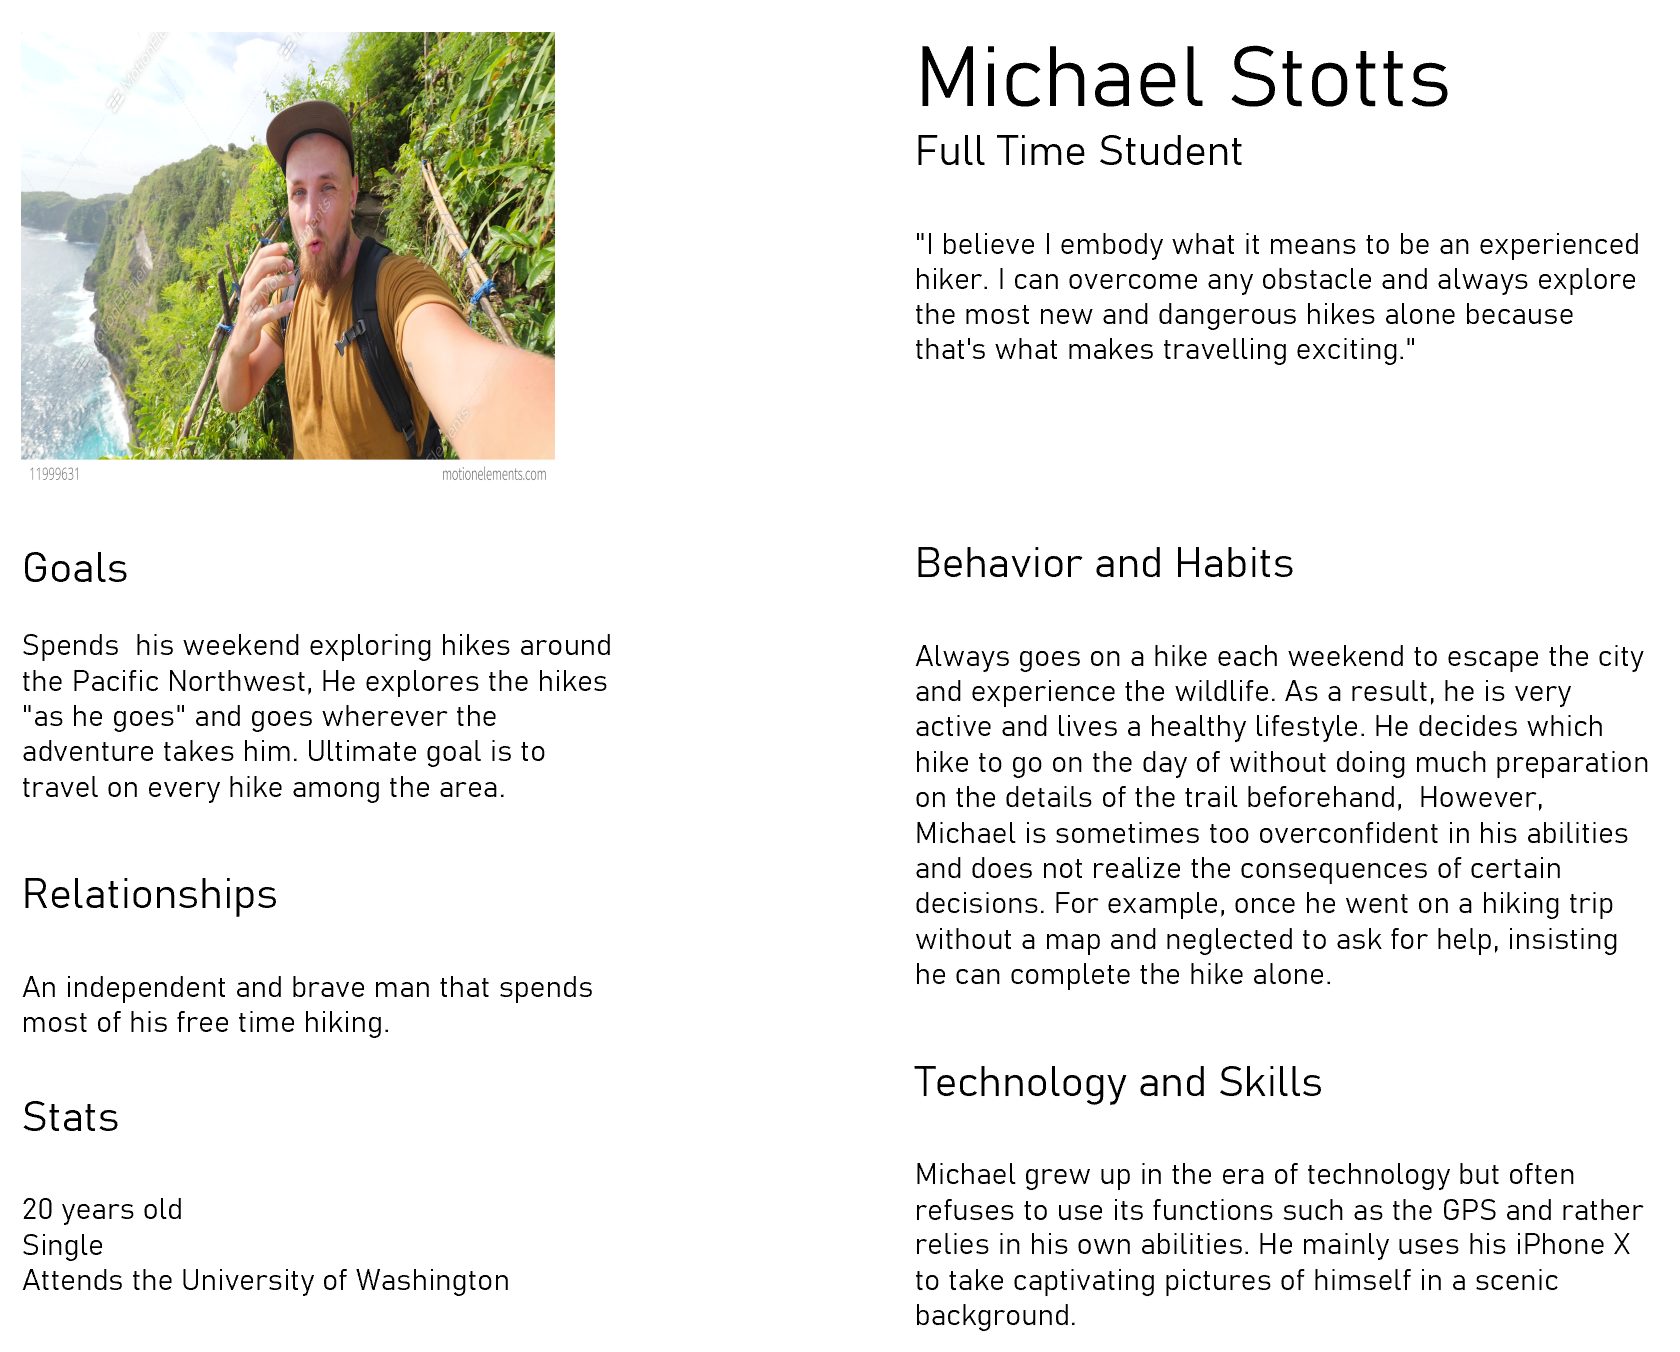 Michael Stotts
Full Time Student
"I believe I embody what it means to be an experienced
hiker. I can overcome any obstacle and always explore
the most new and dangerous hikes alone because
that's what makes travelling exciting."
11999631
motionelements.com
Goals
Spends  his weekend exploring hikes around
the Pacific Northwest, He explores the hikes
"as he goes" and goes wherever the
adventure takes him. Ultimate goal is to
travel on every hike among the area.
Relationships
An independent and brave man that spends
most of his free time hiking.
Stats
20 years old
Single
Attends the University of Washington
Behavior and Habits
Always goes on a hike each weekend to escape the city
and experience the wildlife. As a result, he is very
active and lives a healthy lifestyle. He decides which
hike to go on the day of without doing much preparation
on the details of the trail beforehand,  However,
Michael is sometimes too overconfident in his abilities
and does not realize the consequences of certain
decisions. For example, once he went on a hiking trip
without a map and neglected to ask for help, insisting
he can complete the hike alone.
Technology and Skills
Michael grew up in the era of technology but often
refuses to use its functions such as the GPS and rather
relies in his own abilities. He mainly uses his iPhone X
to take captivating pictures of himself in a scenic
background.